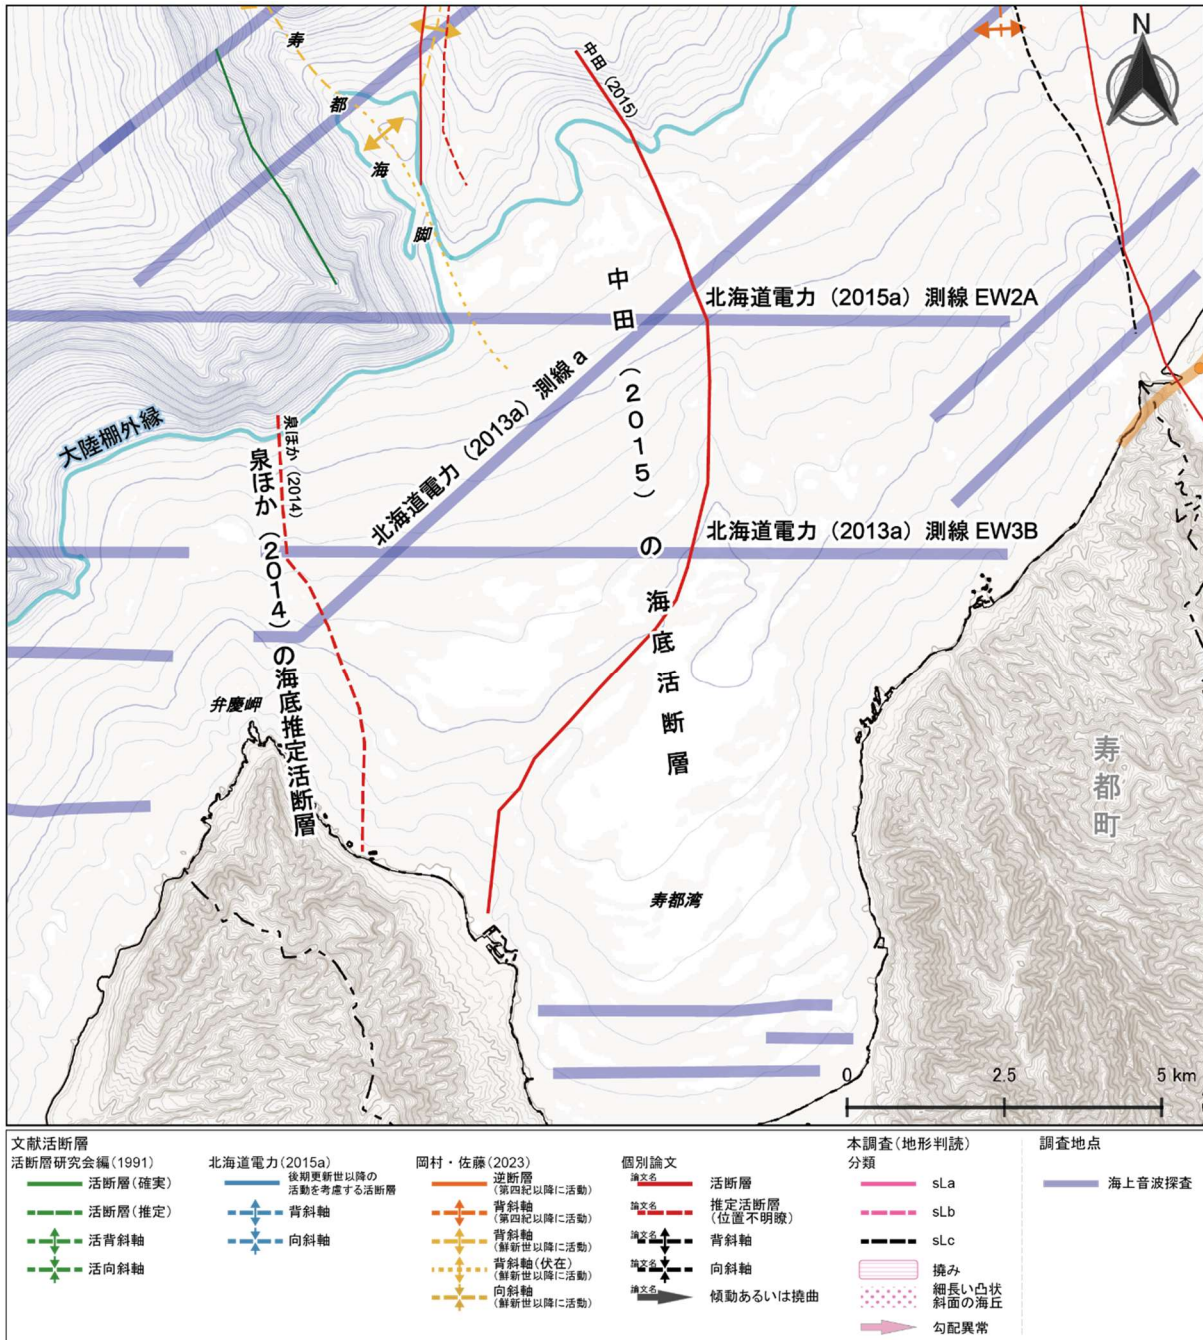 N
寿
都
海
脚
中田（2015）
中田（2015）の海底活断層
北海道電力（2015a）測線 EW2A
北海道電力（2013a）測線 a
大陸棚外縁
泉ほか（2014）
泉ほか（2014）の海底推定活断層
北海道電力（2013a）測線 EW3B
弁慶岬
寿都町
寿都湾
0 2.5 5 km
文献活断層
活断層研究会編（1991）
活断層（確実）
活断層（推定）
活背斜軸
活向斜軸
北海道電力（2015a）
後期更新世以降の
活動を考慮する活断層
背斜軸
向斜軸
岡村・佐藤（2023）
逆断層
（第四紀以降に活動）
背斜軸
（第四紀以降に活動）
背斜軸
（鮮新世以降に活動）
背斜軸（伏在）
（鮮新世以降に活動）
向斜軸
（鮮新世以降に活動）
個別論文
論文名 活断層
論文名 推定活断層
（位置不明瞭）
論文名 背斜軸
論文名 向斜軸
論文名 傾動あるいは撓曲
本調査（地形判読）
分類
sLa
sLb
sLc
撓み
細長い凸状
斜面の海丘
勾配異常
調査地点
海上音波探査